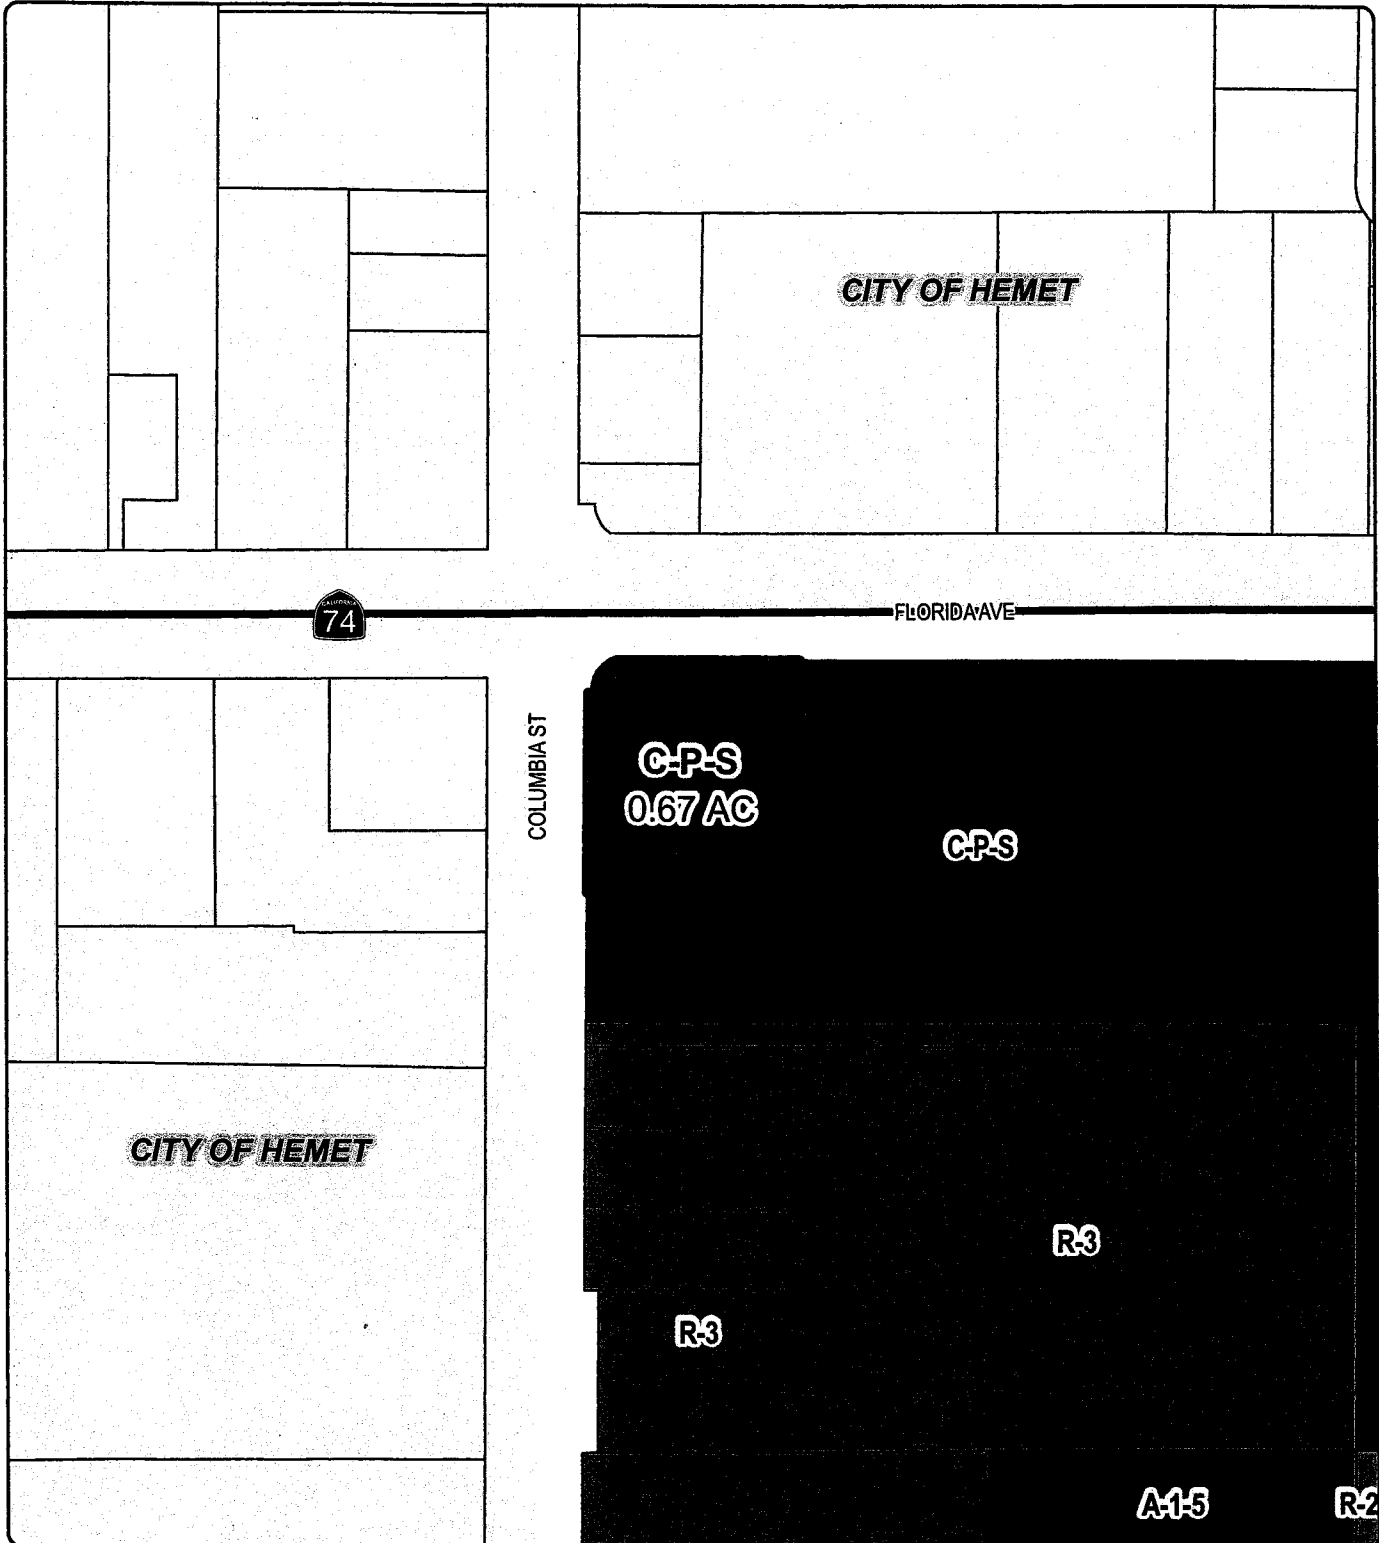 CITY OF HEMET
CALIFORNIA
74
FLORIDA AVE
COLUMBIA ST
C-P-S
0.67 AC
C-P-S
CITY OF HEMET
R-3
R-3
A-1-5
R-2